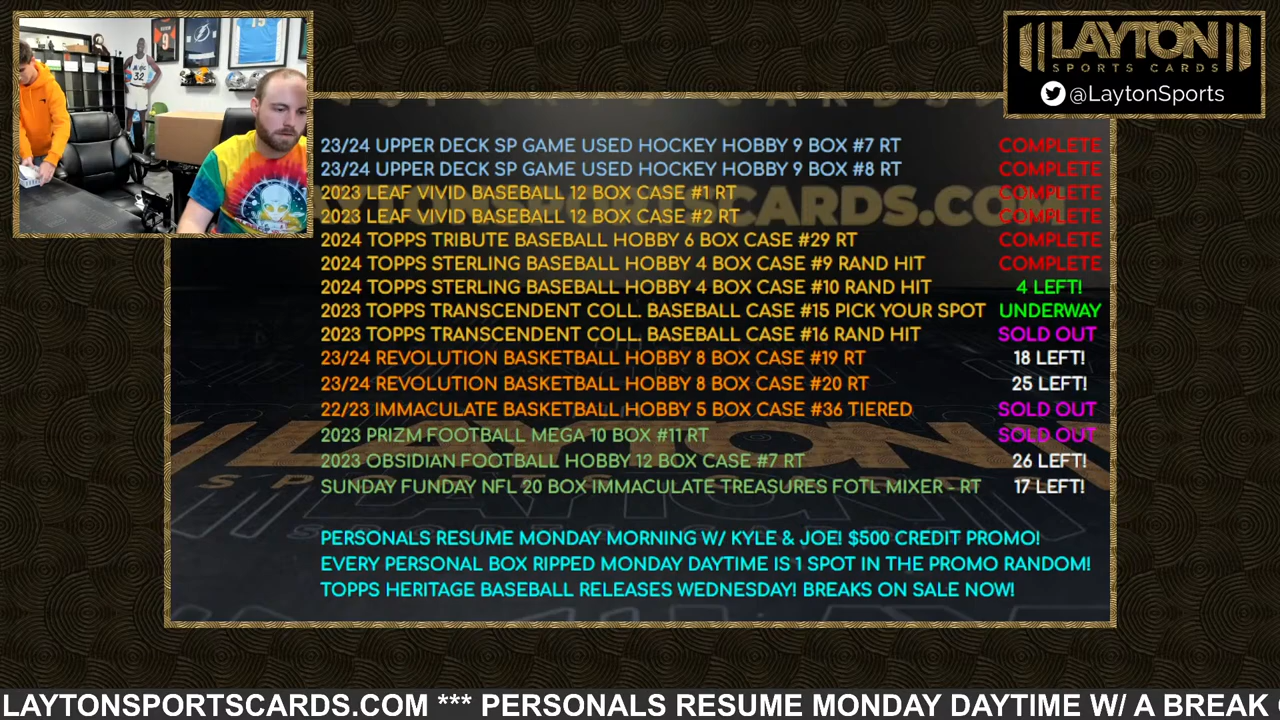 LAYTON
SPORTS CARDS
@LaytonSports
23/24 UPPER DECK SP GAME USED HOCKEY HOBBY 9 BOX #7 RT COMPLETE
23/24 UPPER DECK SP GAME USED HOCKEY HOBBY 9 BOX #8 RT COMPLETE
2023 LEAF VIVID BASEBALL 12 BOX CASE #1 RT COMPLETE
2023 LEAF VIVID BASEBALL 12 BOX CASE #2 RT COMPLETE
2024 TOPPS TRIBUTE BASEBALL HOBBY 6 BOX CASE #29 RT COMPLETE
2024 TOPPS STERLING BASEBALL HOBBY 4 BOX CASE #9 RAND HIT COMPLETE
2024 TOPPS STERLING BASEBALL HOBBY 4 BOX CASE #10 RAND HIT 4 LEFT!
2023 TOPPS TRANSCENDENT COLL. BASEBALL CASE #15 PICK YOUR SPOT UNDERWAY
2023 TOPPS TRANSCENDENT COLL. BASEBALL CASE #16 RAND HIT SOLD OUT
23/24 REVOLUTION BASKETBALL HOBBY 8 BOX CASE #19 RT 18 LEFT!
23/24 REVOLUTION BASKETBALL HOBBY 8 BOX CASE #20 RT 25 LEFT!
22/23 IMMACULATE BASKETBALL HOBBY 5 BOX CASE #36 TIERED SOLD OUT
2023 PRIZM FOOTBALL MEGA 10 BOX #11 RT SOLD OUT
2023 OBSIDIAN FOOTBALL HOBBY 12 BOX CASE #7 RT 26 LEFT!
SUNDAY FUNDAY NFL 20 BOX IMMACULATE TREASURES FOTL MIXER - RT 17 LEFT!
PERSONALS RESUME MONDAY MORNING W/ KYLE & JOE! $500 CREDIT PROMO!
EVERY PERSONAL BOX RIPPED MONDAY DAYTIME IS 1 SPOT IN THE PROMO RANDOM!
TOPPS HERITAGE BASEBALL RELEASES WEDNESDAY! BREAKS ON SALE NOW!
LAYTONSPORTSCARDS.COM *** PERSONALS RESUME MONDAY DAYTIME W/ A BREAK